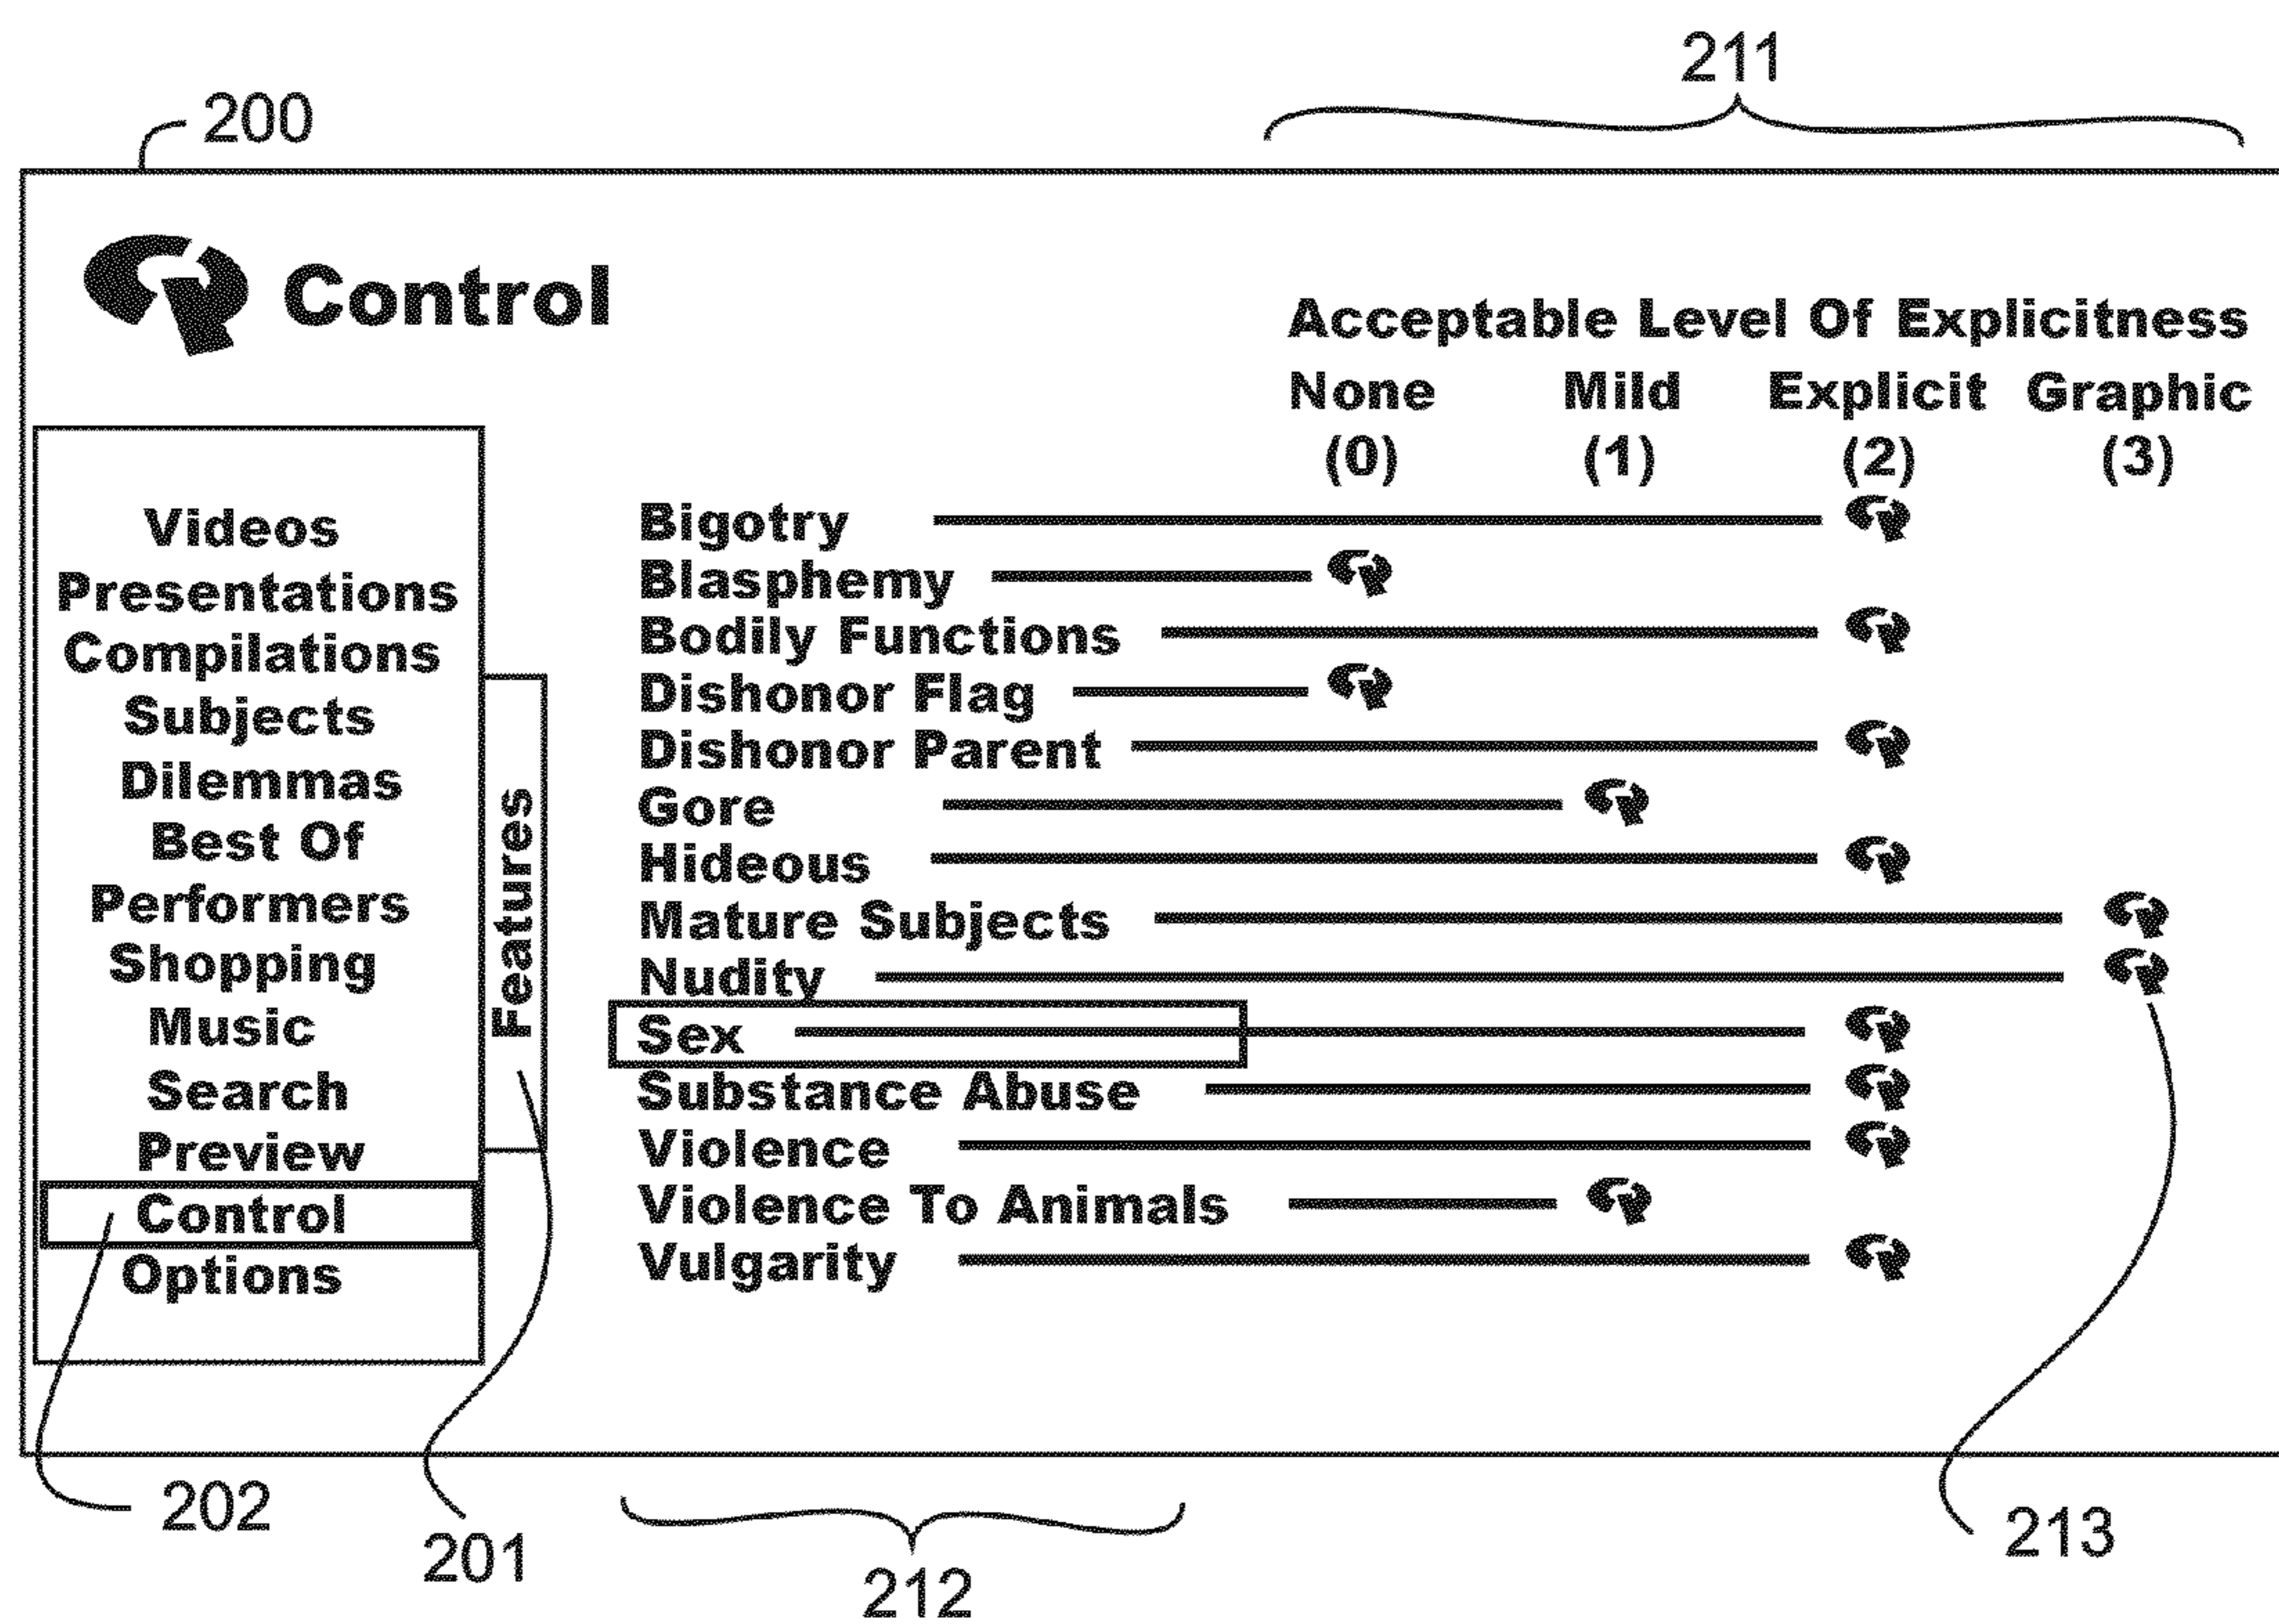 211
200
Control
Acceptable Level Of Explicitness
None Mild Explicit Graphic
(0) (1) (2) (3)
Videos
Presentations
Compilations
Subjects
Dilemmas
Best Of
Performers
Shopping
Music
Search
Preview
Control
Options
Features
Bigotry
Blasphemy
Bodily Functions
Dishonor Flag
Dishonor Parent
Gore
Hideous
Mature Subjects
Nudity
Sex
Substance Abuse
Violence
Violence To Animals
Vulgarity
202
201
212
213